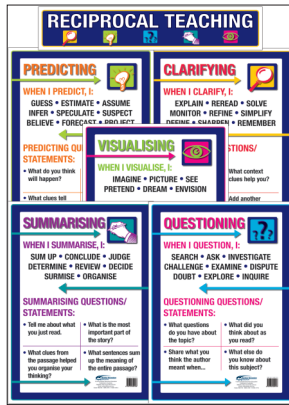 RECIPROCAL TEACHING
PREDICTING
WHEN I PREDICT, I:
GUESS • ESTIMATE • ASSUME
INFER • SPECULATE • SUSPECT
BELIEVE • FORECAST • PROJECT
PREDICTING QU
STATEMENTS:
• What do you think
will happen?
• What clues tell
CLARIFYING
WHEN I CLARIFY, I:
EXPLAIN • REREAD • SOLVE
MONITOR • REFINE • SIMPLIFY
DEFINE • SHARPEN • REMEMBER
STIONS/
What context
clues help you?
Add another
VISUALISING
WHEN I VISUALISE, I:
IMAGINE • PICTURE • SEE
PRETEND • DREAM • ENVISION
SUMMARISING
WHEN I SUMMARISE, I:
SUM UP • CONCLUDE • JUDGE
DETERMINE • REVIEW • DECIDE
SURMISE • ORGANISE
SUMMARISING QUESTIONS/
STATEMENTS:
• Tell me about what
you just read.
• What is the most
important part of
the story?
• What clues from
the passage helped
you organise your
thinking?
• What sentences sum
up the meaning of
the entire passage?
QUESTIONING
???
WHEN I QUESTION, I:
SEARCH • ASK • INVESTIGATE
CHALLENGE • EXAMINE • DISPUTE
DOUBT • EXPLORE • INQUIRE
QUESTIONING QUESTIONS/
STATEMENTS:
• What questions
do you have about
the topic?
• What did you
think about as
you read?
• Share what you
think the author
meant when...
• What else do you
know about
this subject?